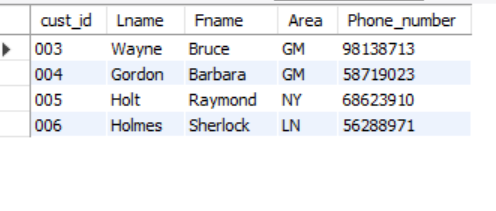 cust_id Lname Fname Area Phone_number
003 Wayne Bruce GM 98138713
004 Gordon Barbara GM 58719023
005 Holt Raymond NY 68623910
006 Holmes Sherlock LN 56288971